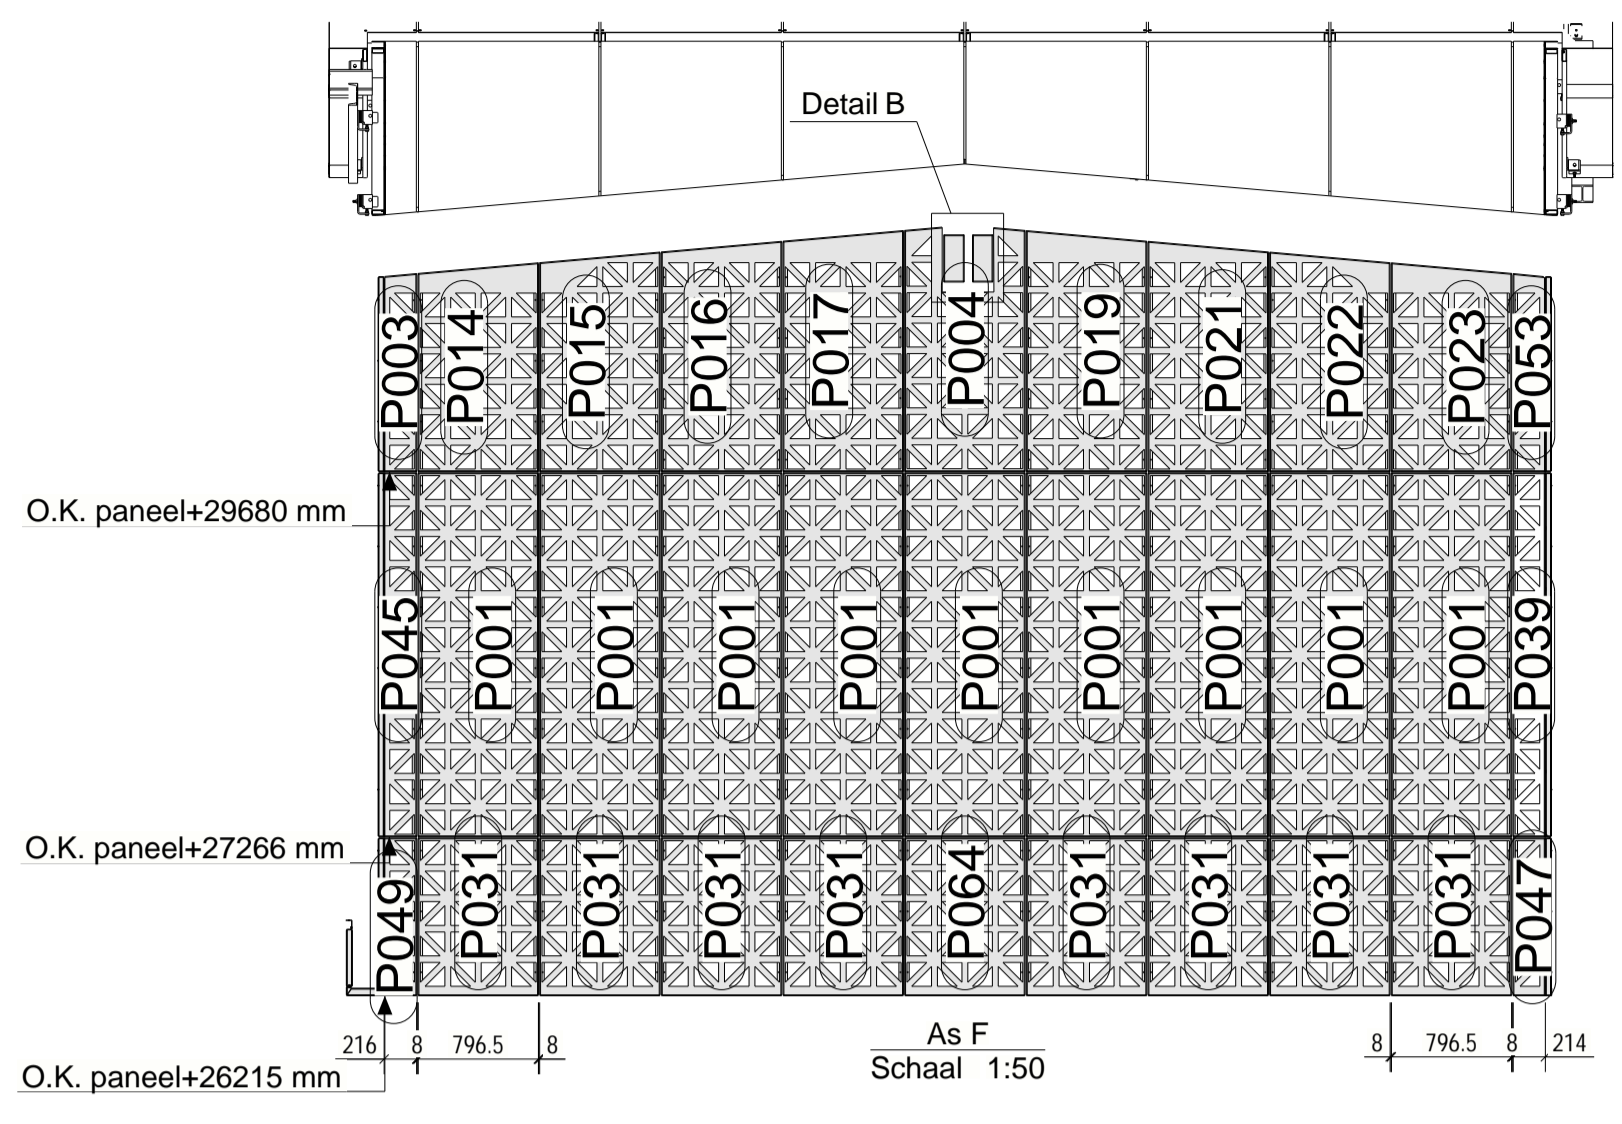 Detail B
P003
P014
P015
P016
P017
P004
P019
P021
P022
P023
P053
O.K. paneel+29680 mm
P045
P001
P001
P001
P001
P001
P001
P001
P001
P001
P039
O.K. paneel+27266 mm
P049
P031
P031
P031
P031
P064
P031
P031
P031
P031
P047
216 8 796.5 8
8 796.5 8 214
As F
Schaal 1:50
O.K. paneel+26215 mm